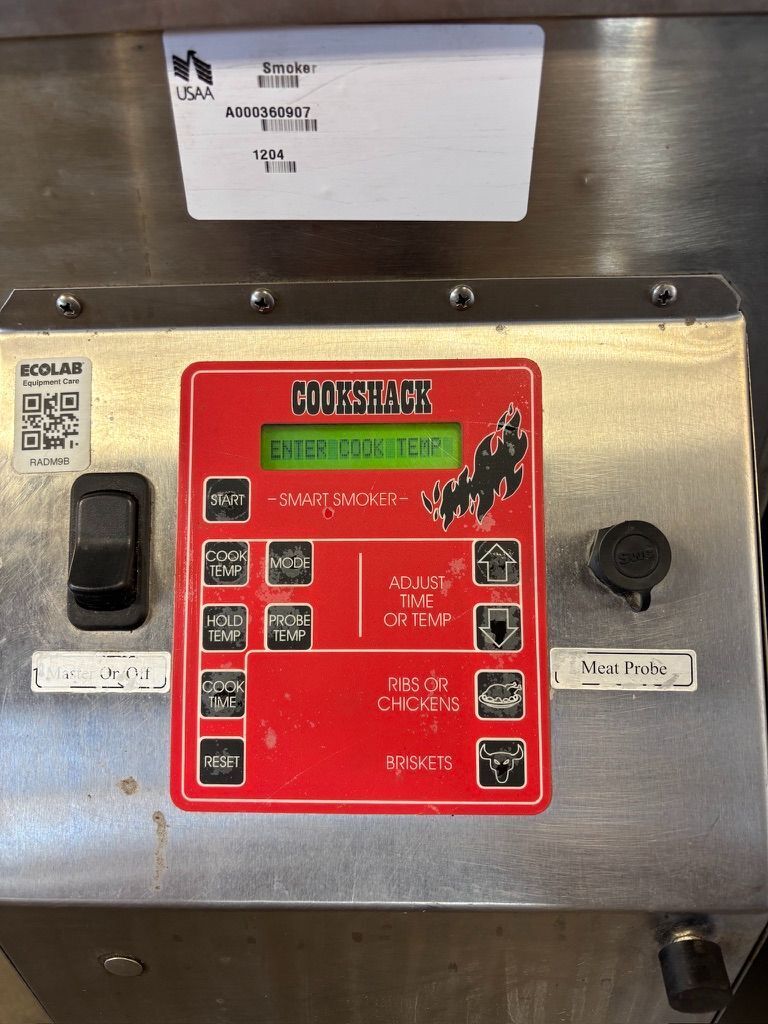 Smoker
USAA
A000360907
1204
ECOLAB
Equipment Care
RADM9B
COOKSHACK
ENTER COOK TEMP
START
-SMART SMOKER-
COOK
TEMP
MODE
ADJUST
TIME
OR TEMP
HOLD
TEMP
PROBE
TEMP
Master On/Off
Meat Probe
COOK
TIME
RIBS OR
CHICKENS
RESET
BRISKETS